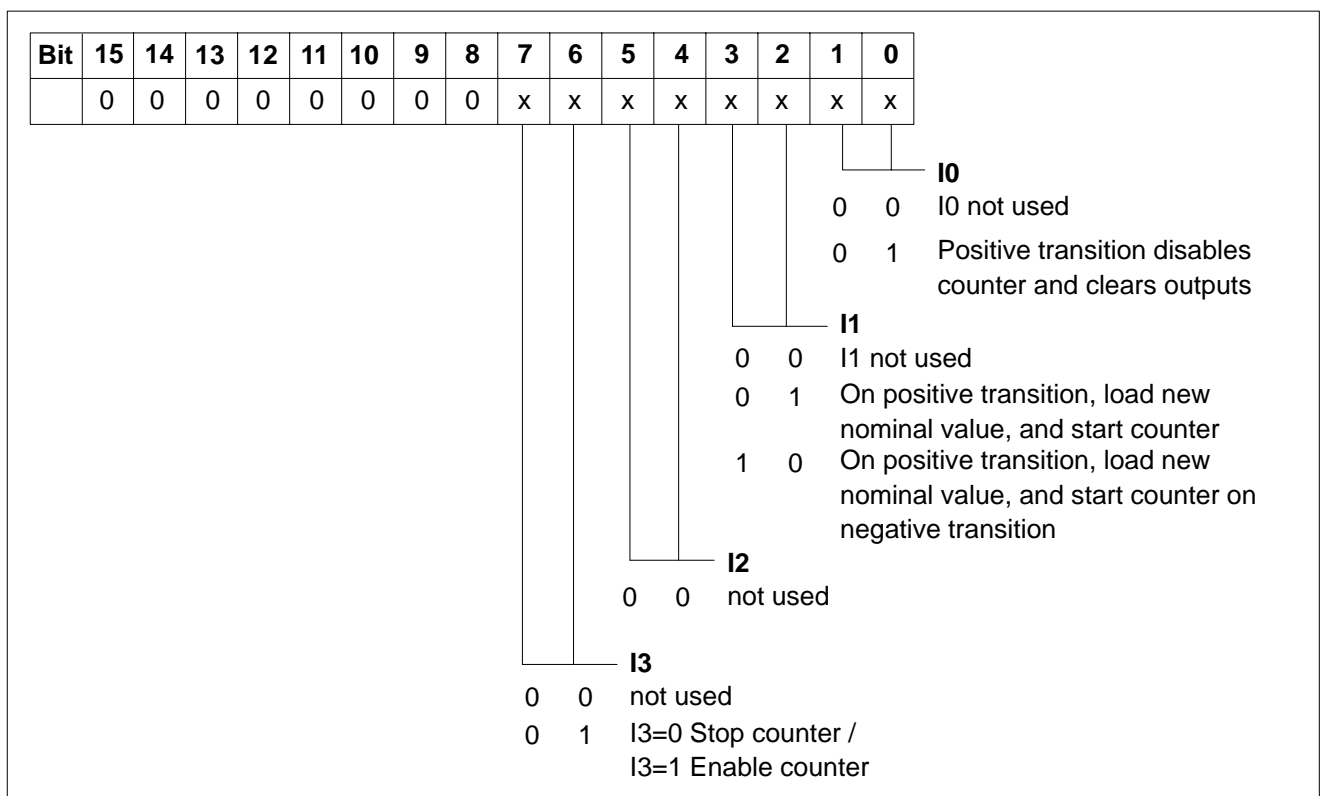 Bit 15 14 13 12 11 10 9 8 7 6 5 4 3 2 1 0
0 0 0 0 0 0 0 0 x x x x x x x x
I0
0 0 I0 not used
0 1 Positive transition disables
counter and clears outputs
I1
0 0 I1 not used
0 1 On positive transition, load new
nominal value, and start counter
1 0 On positive transition, load new
nominal value, and start counter on
negative transition
I2
0 0 not used
I3
0 0 not used
0 1 I3=0 Stop counter /
I3=1 Enable counter